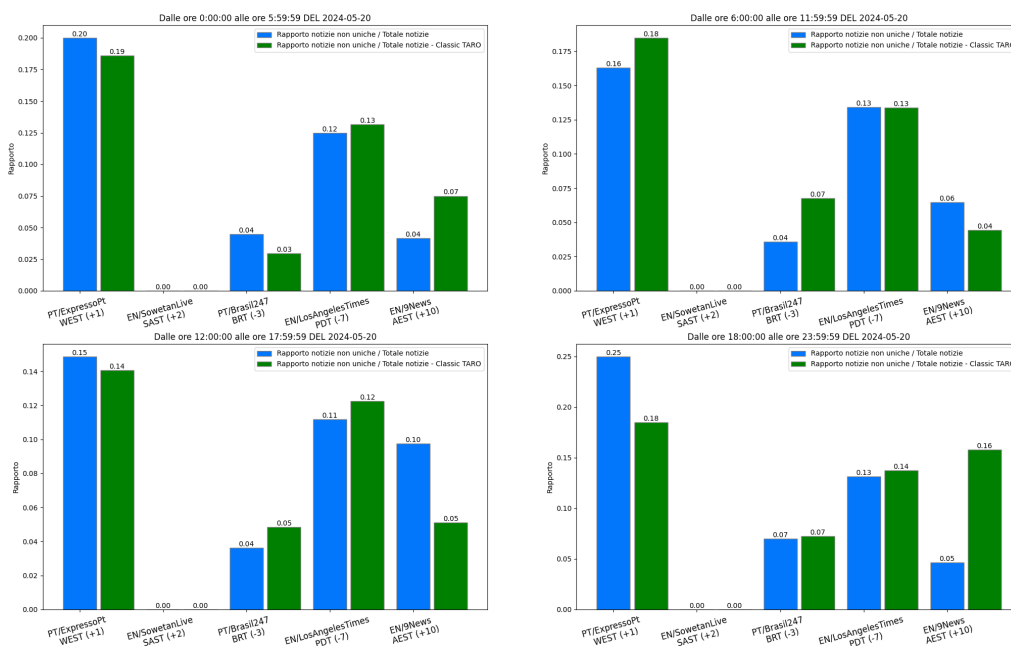 Dalle ore 0:00:00 alle ore 5:59:59 DEL 2024-05-20
Rapporto notizie non uniche / Totale notizie
Rapporto notizie non uniche / Totale notizie - Classic TARO
Rapporto
0.200
0.175
0.150
0.125
0.100
0.075
0.050
0.025
0.000
0.20
0.19
0.00
0.00
0.04
0.03
0.12
0.13
0.04
0.07
PT/ExpressoPt
WEST (+1)
EN/SowetanLive
SAST (+2)
PT/Brasil247
BRT (-3)
EN/LosAngelesTimes
PDT (-7)
EN/9News
AEST (+10)
Dalle ore 6:00:00 alle ore 11:59:59 DEL 2024-05-20
Rapporto notizie non uniche / Totale notizie
Rapporto notizie non uniche / Totale notizie - Classic TARO
Rapporto
0.175
0.150
0.125
0.100
0.075
0.050
0.025
0.000
0.16
0.18
0.00
0.00
0.04
0.07
0.13
0.13
0.06
0.04
PT/ExpressoPt
WEST (+1)
EN/SowetanLive
SAST (+2)
PT/Brasil247
BRT (-3)
EN/LosAngelesTimes
PDT (-7)
EN/9News
AEST (+10)
Dalle ore 12:00:00 alle ore 17:59:59 DEL 2024-05-20
Rapporto notizie non uniche / Totale notizie
Rapporto notizie non uniche / Totale notizie - Classic TARO
Rapporto
0.14
0.12
0.10
0.08
0.06
0.04
0.02
0.00
0.15
0.14
0.00
0.00
0.04
0.05
0.11
0.12
0.10
0.05
PT/ExpressoPt
WEST (+1)
EN/SowetanLive
SAST (+2)
PT/Brasil247
BRT (-3)
EN/LosAngelesTimes
PDT (-7)
EN/9News
AEST (+10)
Dalle ore 18:00:00 alle ore 23:59:59 DEL 2024-05-20
Rapporto notizie non uniche / Totale notizie
Rapporto notizie non uniche / Totale notizie - Classic TARO
Rapporto
0.25
0.20
0.15
0.10
0.05
0.00
0.25
0.18
0.00
0.00
0.07
0.07
0.13
0.14
0.05
0.16
PT/ExpressoPt
WEST (+1)
EN/SowetanLive
SAST (+2)
PT/Brasil247
BRT (-3)
EN/LosAngelesTimes
PDT (-7)
EN/9News
AEST (+10)